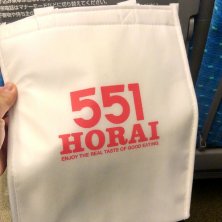 551
HORAI
ENJOY THE REAL TASTE OF GOOD EATING